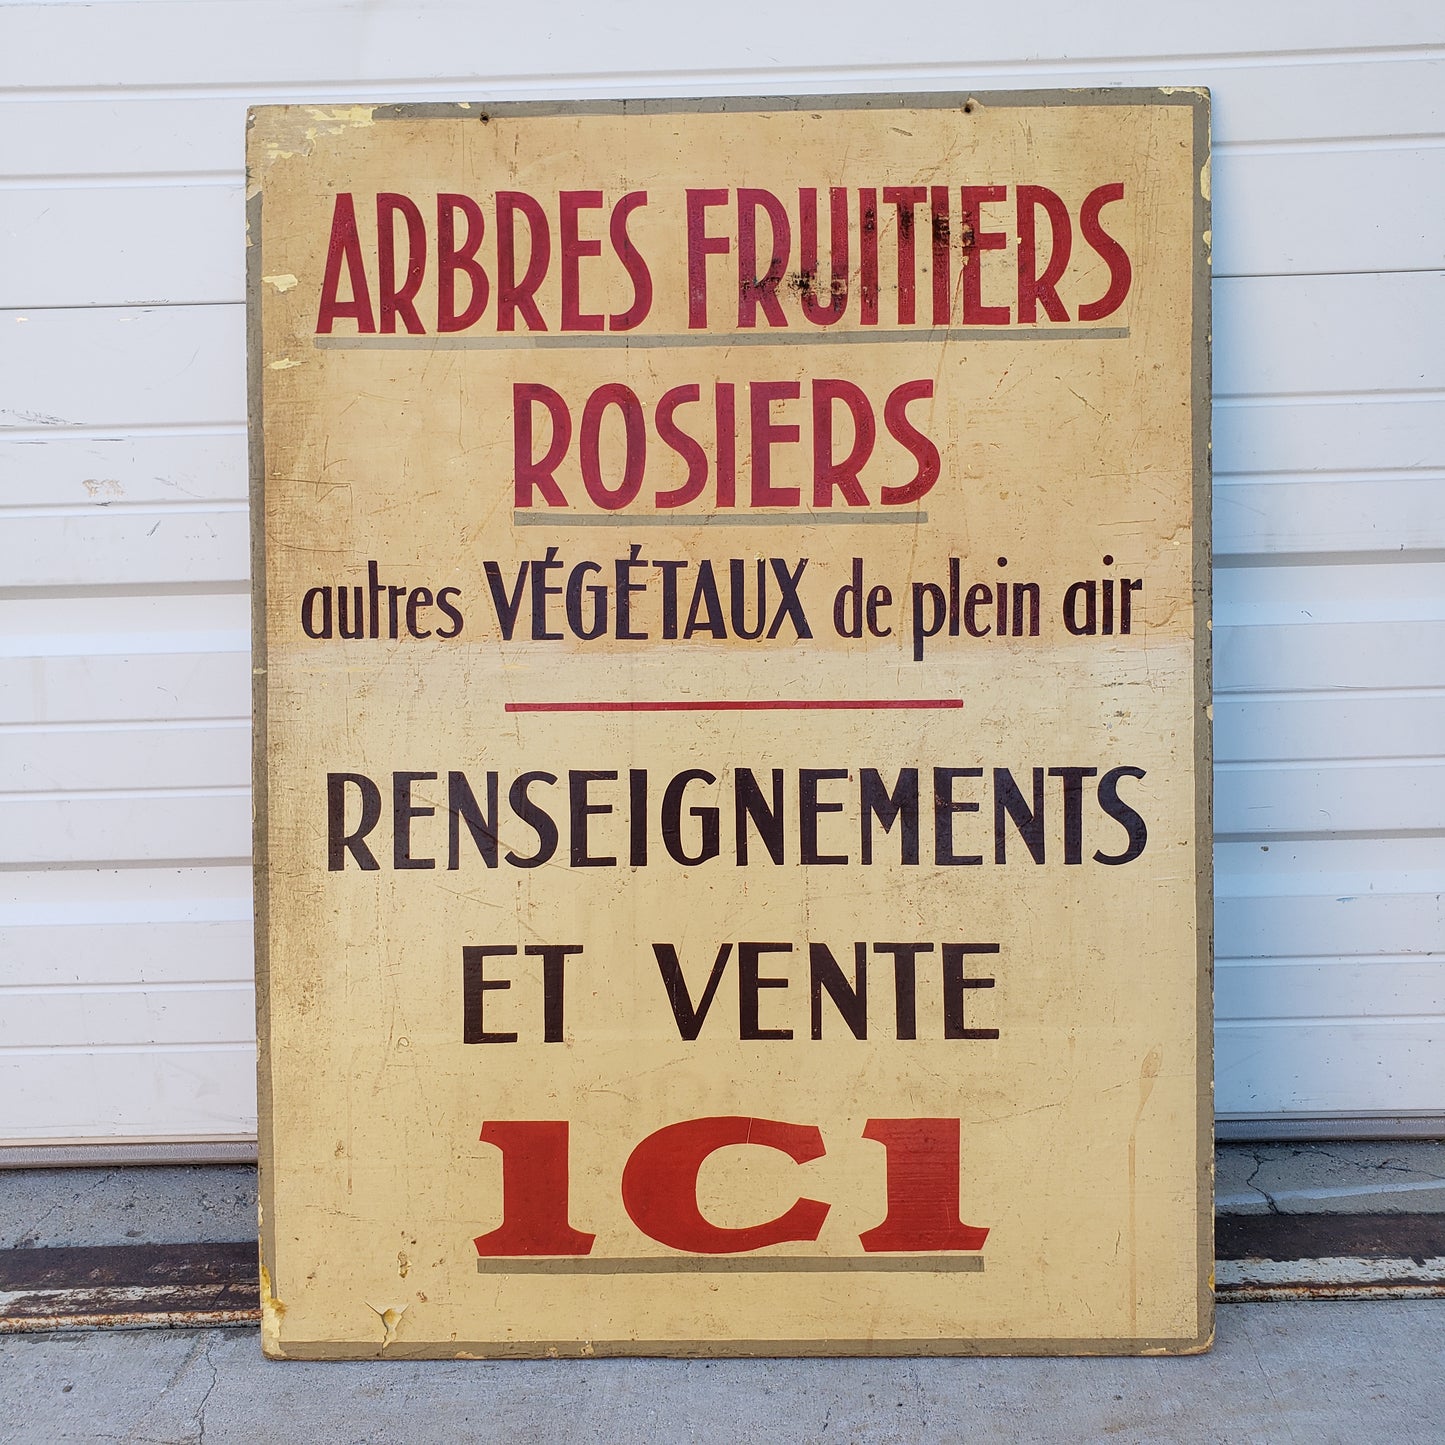 ARBRES FRUITIERS
ROSIERS
autres VÉGÉTAUX de plein air
RENSEIGNEMENTS
ET VENTE
ICI